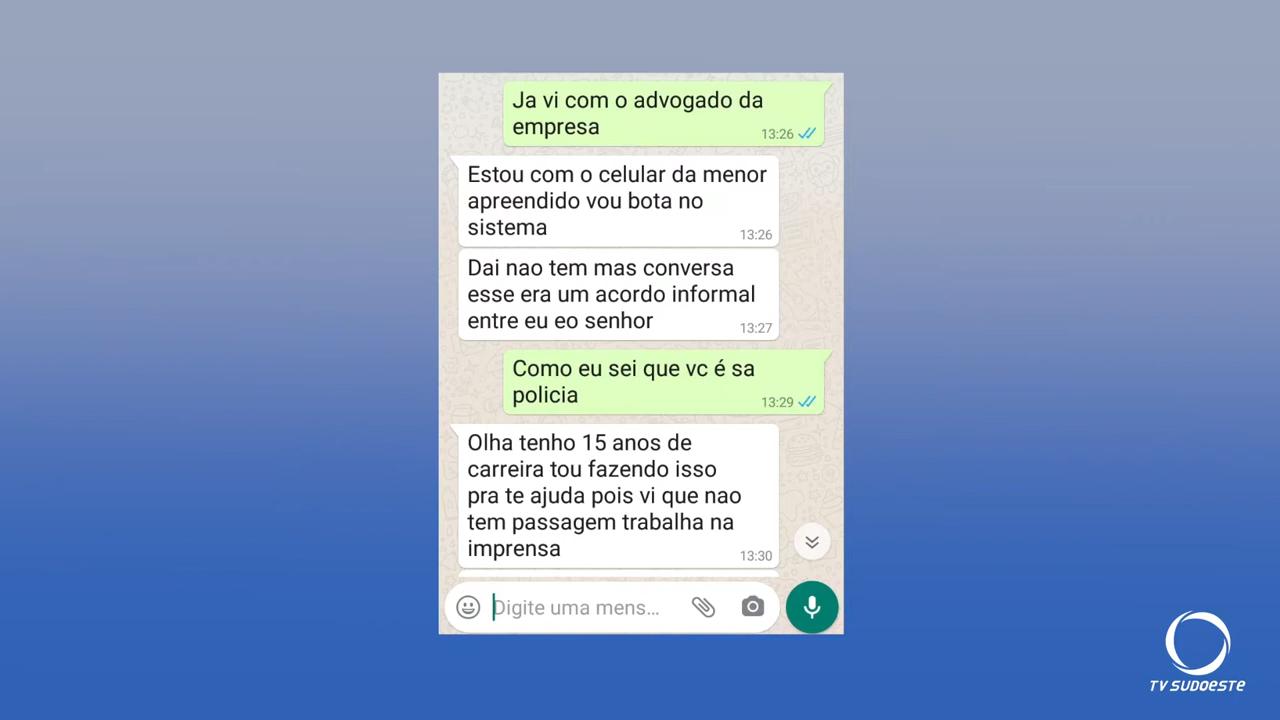 Ja vi com o advogado da
empresa
13:26
Estou com o celular da menor
apreendido vou bota no
sistema
13:26
Dai nao tem mas conversa
esse era um acordo informal
entre eu eo senhor
13:27
Como eu sei que vc é sa
policia
13:29
Olha tenho 15 anos de
carreira tou fazendo isso
pra te ajuda pois vi que nao
tem passagem trabalha na
imprensa
13:30
Digite uma mens...
TV SUDOESTE